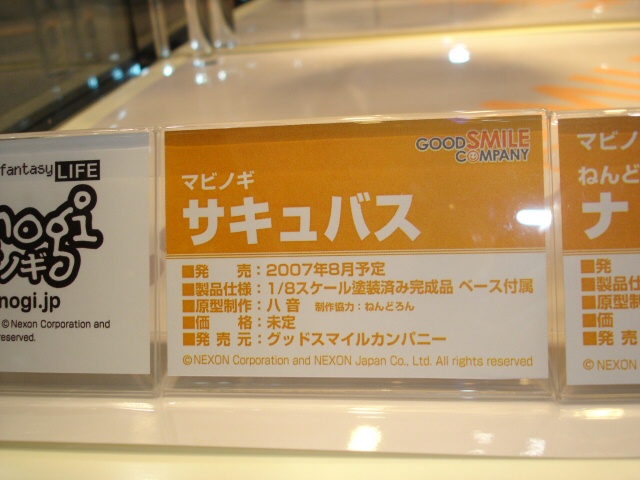 fantasy LIFE
nogi
ノギ
nogi.jp
© Nexon Corporation and
reserved.
GOOD SMILE
COMPANY
マビノギ
サキュバス
■発　売：2007年8月予定
■製品仕様：1/8スケール塗装済み完成品 ベース付属
■原型制作：八 音　制作協力：ねんどろん
■価　格：未定
■発 売 元：グッドスマイルカンパニー
©NEXON Corporation and NEXON Japan Co., Ltd. All rights reserved
マビノ
ねんど
ナ
■発
■製品仕
■原型制
■価
■発 売
©NEXON